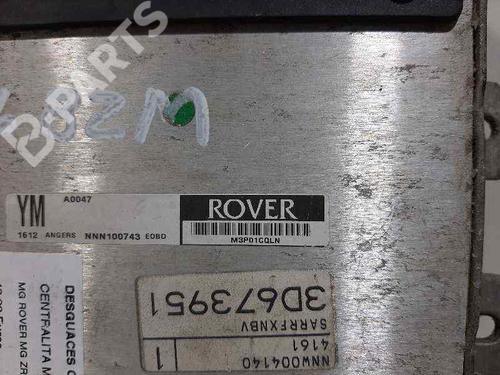 B-PARTS
82M
A0047
YM
1612 ANGERS NNN100743 EOBD
ROVER
M3P01CQLN
3D673951
SARRFXNBV
4161
NNW004140
1
DESGUACES
CENTRALITA
MG ROVER MG ZR